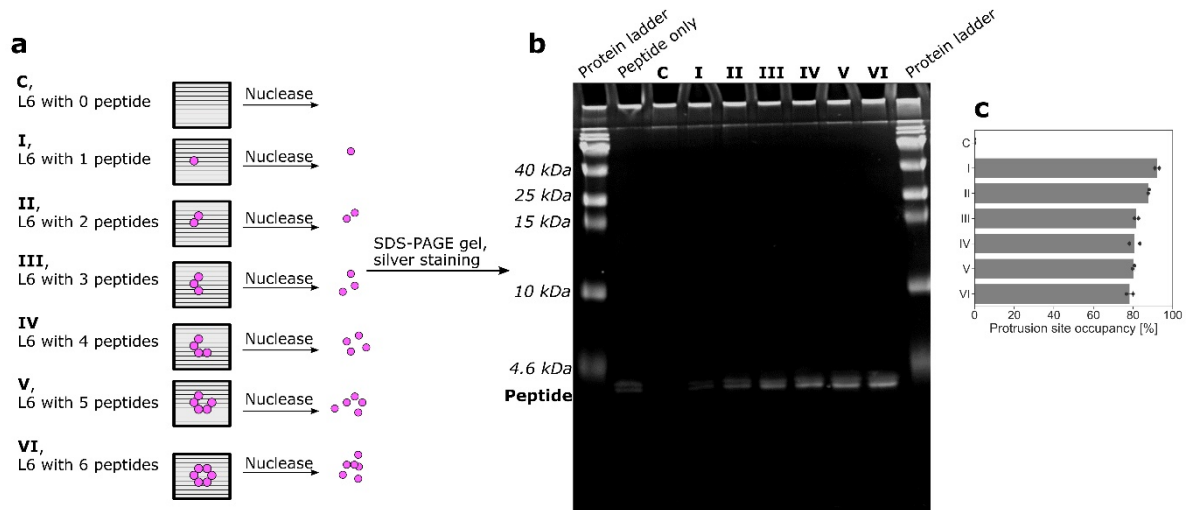 a
C,
L6 with 0 peptide
Nuclease
I,
L6 with 1 peptide
Nuclease
II,
L6 with 2 peptides
Nuclease
III,
L6 with 3 peptides
Nuclease
IV
L6 with 4 peptides
Nuclease
V,
L6 with 5 peptides
Nuclease
VI,
L6 with 6 peptides
Nuclease
SDS-PAGE gel,
silver staining
b
Protein ladder
Peptide only
C I II III IV V VI
Protein ladder
40 kDa
25 kDa
15 kDa
10 kDa
4.6 kDa
Peptide
c
C
I
II
III
IV
V
VI
0 20 40 60 80 100
Protrusion site occupancy [%]